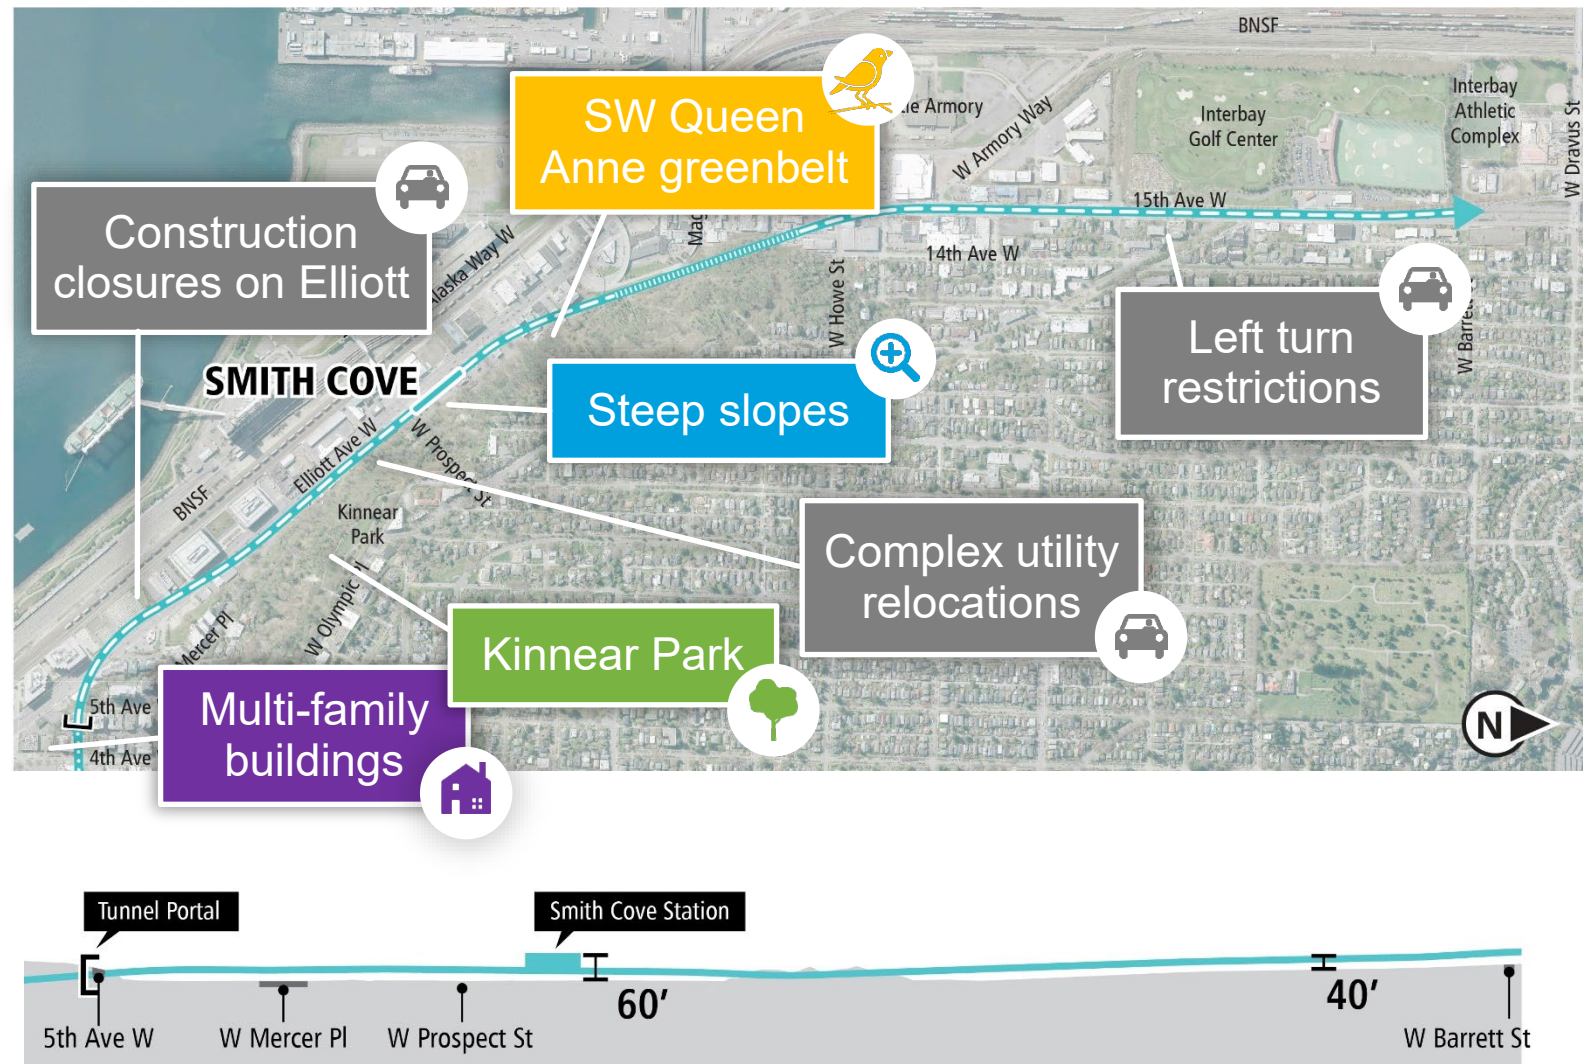 BNSF
Interbay
Athletic
Complex
W Dravus St
Interbay
Golf Center
Armory
W Armory Way
SW Queen
Anne greenbelt
15th Ave W
14th Ave W
Construction
closures on Elliott
Alaska Way W
Mag
W Howe St
Left turn
restrictions
W Barrett
SMITH COVE
Steep slopes
Elliott Ave W
W Prospect St
BNSF
Kinnear
Park
Complex utility
relocations
W Olympic Pl
Mercer Pl
Kinnear Park
5th Ave
4th Ave
Multi-family
buildings
N
Tunnel Portal
Smith Cove Station
60'
40'
5th Ave W
W Mercer Pl
W Prospect St
W Barrett St